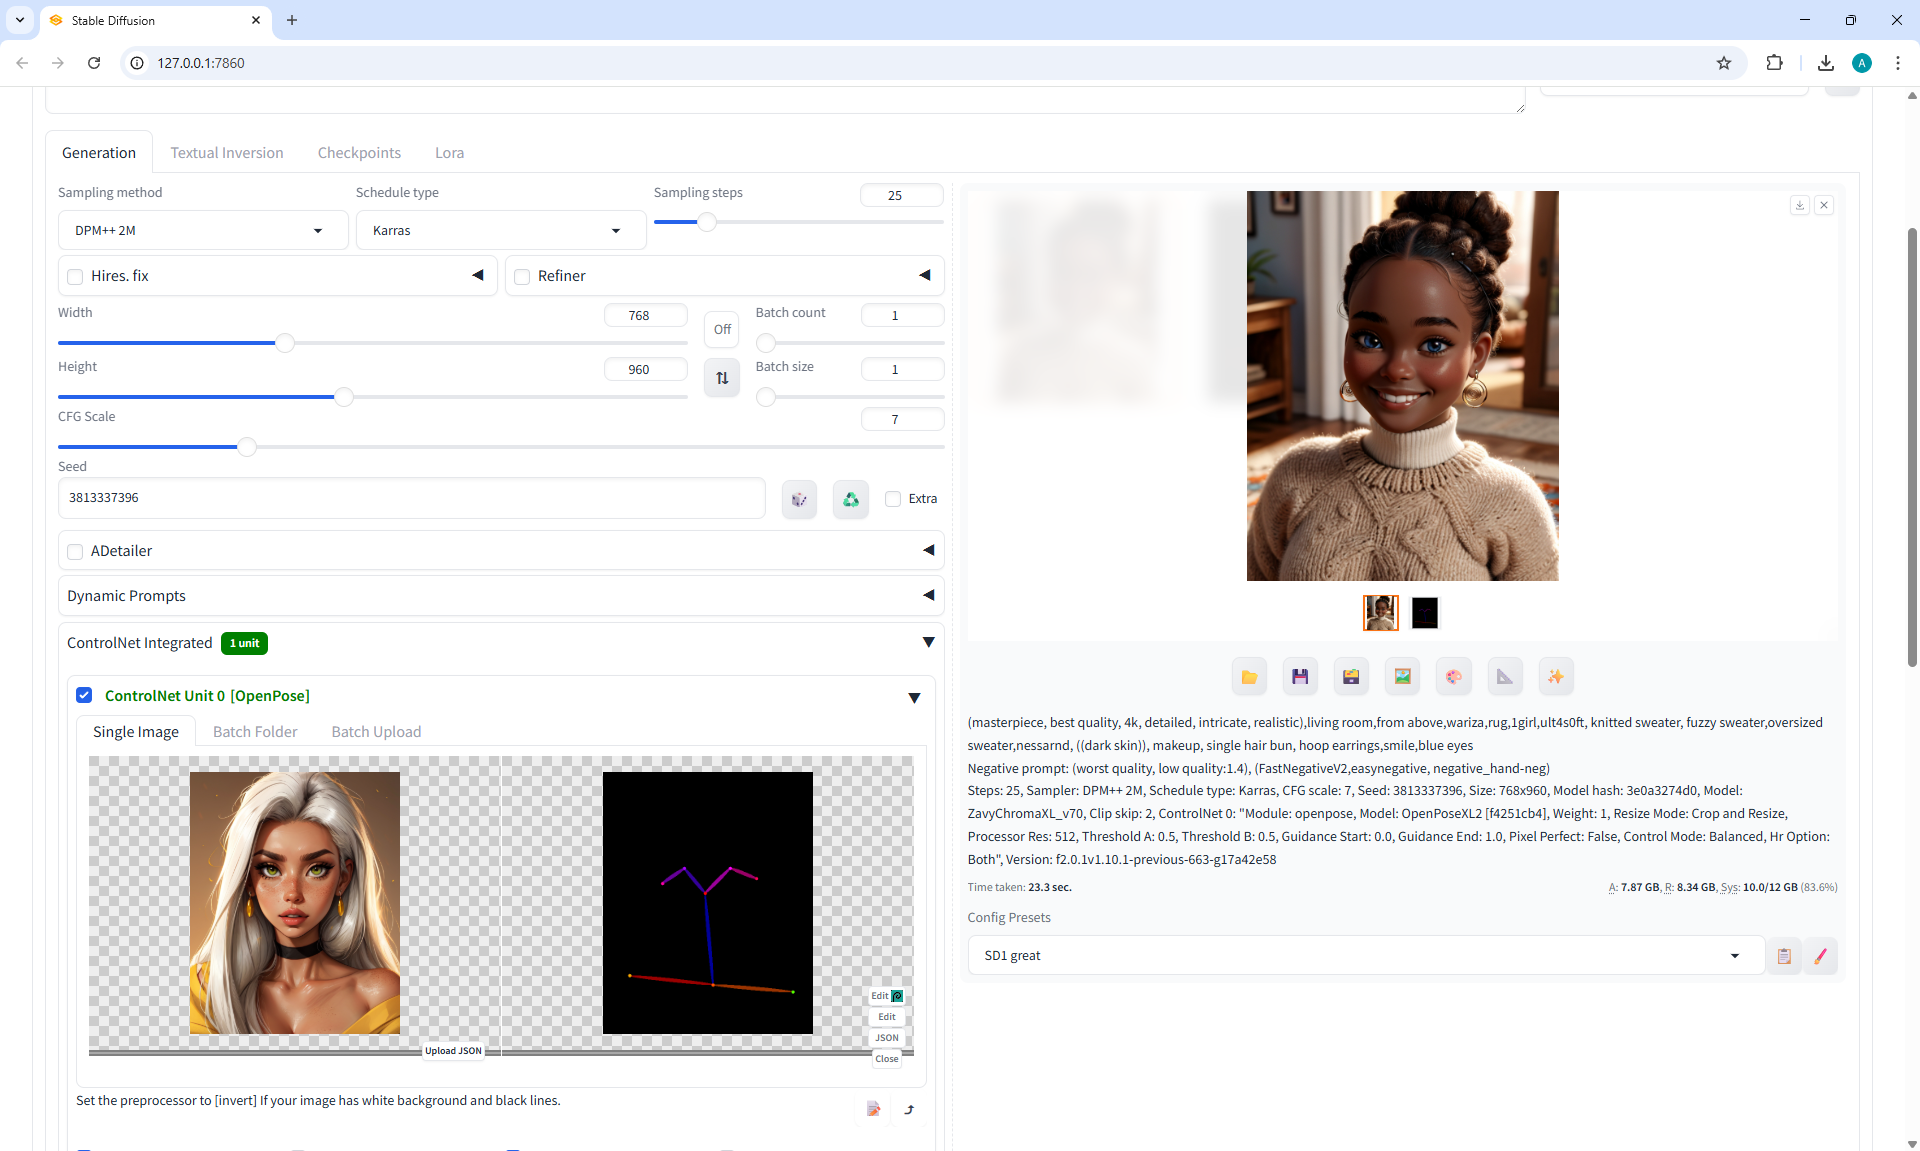 Stable Diffusion
127.0.0.1:7860
A
Generation Textual Inversion Checkpoints Lora
Sampling method Schedule type Sampling steps 25
DPM++ 2M Karras
Hires. fix Refiner
Width 768 Off Batch count 1
Height 960 Batch size 1
CFG Scale 7
Seed
3813337396 Extra
ADetailer
Dynamic Prompts
ControlNet Integrated 1 unit
ControlNet Unit 0 [OpenPose]
Single Image Batch Folder Batch Upload
Edit
Edit
JSON
Upload JSON
Close
Set the preprocessor to [invert] If your image has white background and black lines.
(masterpiece, best quality, 4k, detailed, intricate, realistic),living room,from above,wariza,rug,1girl,ult4s0ft, knitted sweater, fuzzy sweater,oversized
sweater,nessarnd, ((dark skin)), makeup, single hair bun, hoop earrings,smile,blue eyes
Negative prompt: (worst quality, low quality:1.4), (FastNegativeV2,easynegative, negative_hand-neg)
Steps: 25, Sampler: DPM++ 2M, Schedule type: Karras, CFG scale: 7, Seed: 3813337396, Size: 768x960, Model hash: 3e0a3274d0, Model:
ZavyChromaXL_v70, Clip skip: 2, ControlNet 0: "Module: openpose, Model: OpenPoseXL2 [f4251cb4], Weight: 1, Resize Mode: Crop and Resize,
Processor Res: 512, Threshold A: 0.5, Threshold B: 0.5, Guidance Start: 0.0, Guidance End: 1.0, Pixel Perfect: False, Control Mode: Balanced, Hr Option:
Both", Version: f2.0.1v1.10.1-previous-663-g17a42e58
Time taken: 23.3 sec. A: 7.87 GB, R: 8.34 GB, Sys: 10.0/12 GB (83.6%)
Config Presets
SD1 great